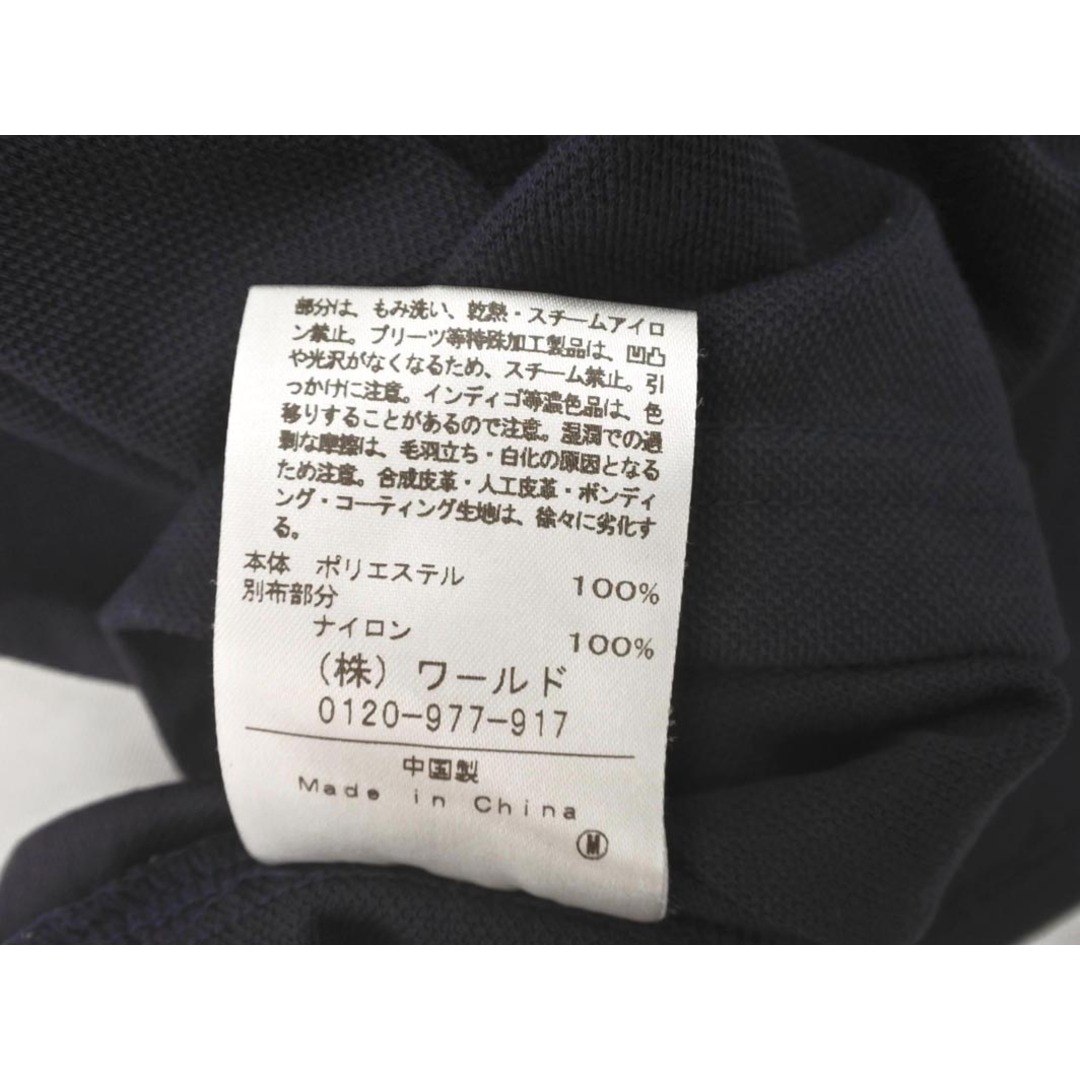 部分は、もみ洗い、乾熱・スチームアイロ
ン禁止。プリーツ等特殊加工製品は、凹凸
や光沢がなくなるため、スチーム禁止。引
っかけに注意。インディゴ等濃色品は、色
移りすることがあるので注意。湿潤での過
剰な摩擦は、毛羽立ち・白化の原因となる
ため注意。合成皮革・人工皮革・ボンディ
ング・コーティング生地は、徐々に劣化す
る。
本体 ポリエステル 100%
別布部分
ナイロン 100%
(株) ワールド
0120-977-917
中国製
Made in China
M